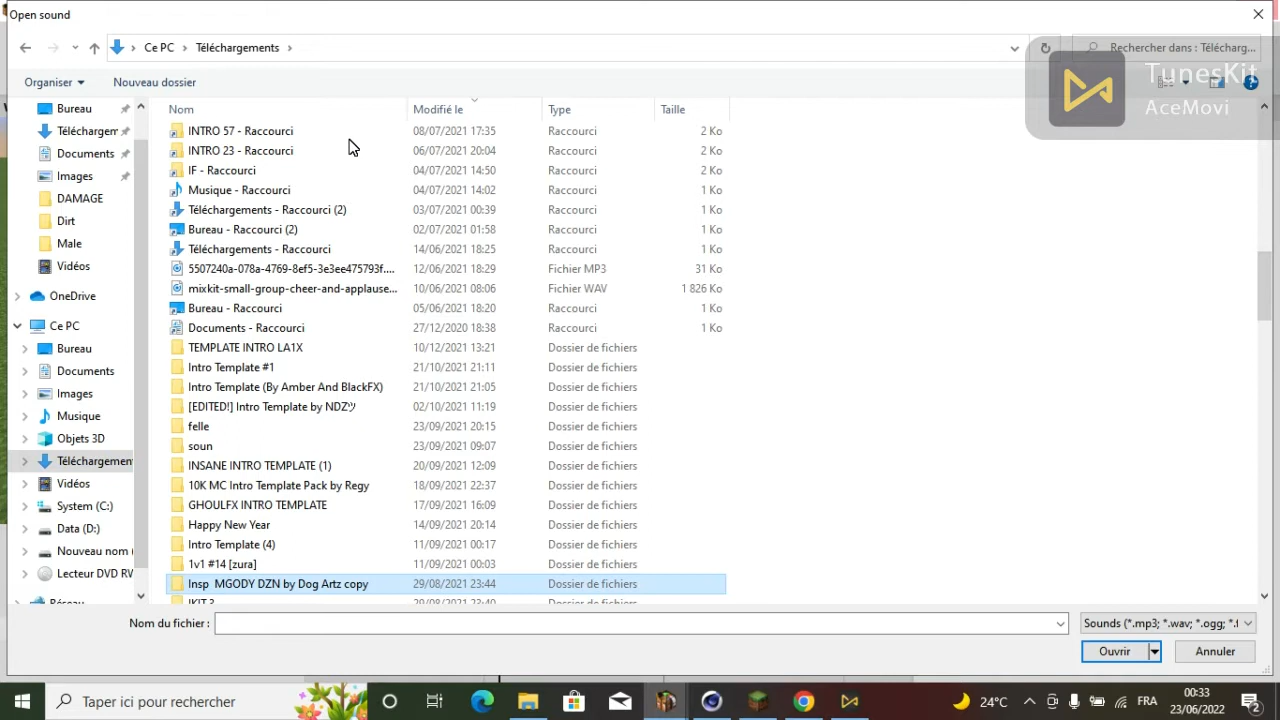 Open sound
Ce PC > Téléchargements >
Rechercher dans : Télécharg...
TunesKit
AceMovi
Organiser
Nouveau dossier
Nom Modifié le Type Taille
Bureau
Téléchargem
Documents
Images
DAMAGE
Dirt
Male
Vidéos
OneDrive
Ce PC
Bureau
Documents
Images
Musique
Objets 3D
Téléchargemen
Vidéos
System (C:)
Data (D:)
Nouveau nom (
Lecteur DVD RW
Réseau
INTRO 57 - Raccourci 08/07/2021 17:35 Raccourci 2 Ko
INTRO 23 - Raccourci 06/07/2021 20:04 Raccourci 2 Ko
IF - Raccourci 04/07/2021 14:50 Raccourci 2 Ko
Musique - Raccourci 04/07/2021 14:02 Raccourci 1 Ko
Téléchargements - Raccourci (2) 03/07/2021 00:39 Raccourci 1 Ko
Bureau - Raccourci (2) 02/07/2021 01:58 Raccourci 1 Ko
Téléchargements - Raccourci 14/06/2021 18:25 Raccourci 1 Ko
5507240a-078a-4769-8ef5-3e3ee475793f.... 12/06/2021 18:29 Fichier MP3 31 Ko
mixkit-small-group-cheer-and-applause... 10/06/2021 08:06 Fichier WAV 1 826 Ko
Bureau - Raccourci 05/06/2021 18:20 Raccourci 1 Ko
Documents - Raccourci 27/12/2020 18:38 Raccourci 1 Ko
TEMPLATE INTRO LA1X 10/12/2021 13:21 Dossier de fichiers
Intro Template #1 21/10/2021 21:11 Dossier de fichiers
Intro Template (By Amber And BlackFX) 21/10/2021 21:05 Dossier de fichiers
[EDITED!] Intro Template by NDZツ 02/10/2021 11:19 Dossier de fichiers
felle 23/09/2021 20:15 Dossier de fichiers
soun 23/09/2021 09:07 Dossier de fichiers
INSANE INTRO TEMPLATE (1) 20/09/2021 12:09 Dossier de fichiers
10K MC Intro Template Pack by Regy 18/09/2021 22:37 Dossier de fichiers
GHOULFX INTRO TEMPLATE 17/09/2021 16:09 Dossier de fichiers
Happy New Year 14/09/2021 20:14 Dossier de fichiers
Intro Template (4) 11/09/2021 00:17 Dossier de fichiers
1v1 #14 [zura] 11/09/2021 00:03 Dossier de fichiers
Insp MGODY DZN by Dog Artz copy 29/08/2021 23:44 Dossier de fichiers
29/08/2021 23:40 Dossier de fichiers
Nom du fichier :
Sounds (*.mp3; *.wav; *.ogg; *.f
Ouvrir
Annuler
Taper ici pour rechercher
24°C
FRA
00:33
23/06/2022
2